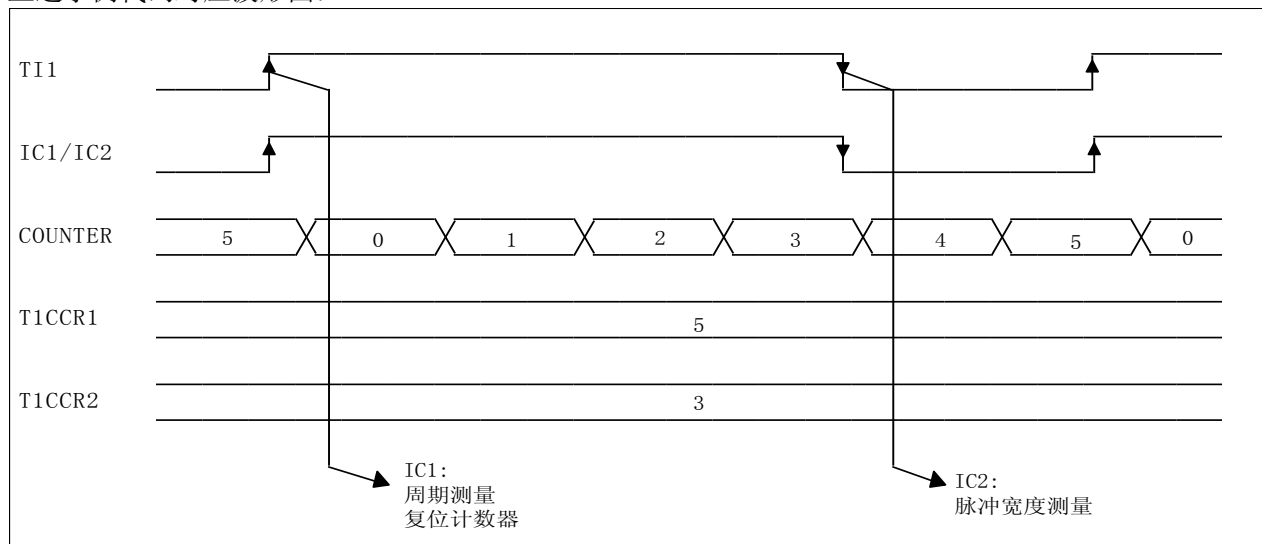 TI1
IC1/IC2
COUNTER 5 0 1 2 3 4 5 0
T1CCR1 5
T1CCR2 3
IC1:
周期测量
复位计数器
IC2:
脉冲宽度测量